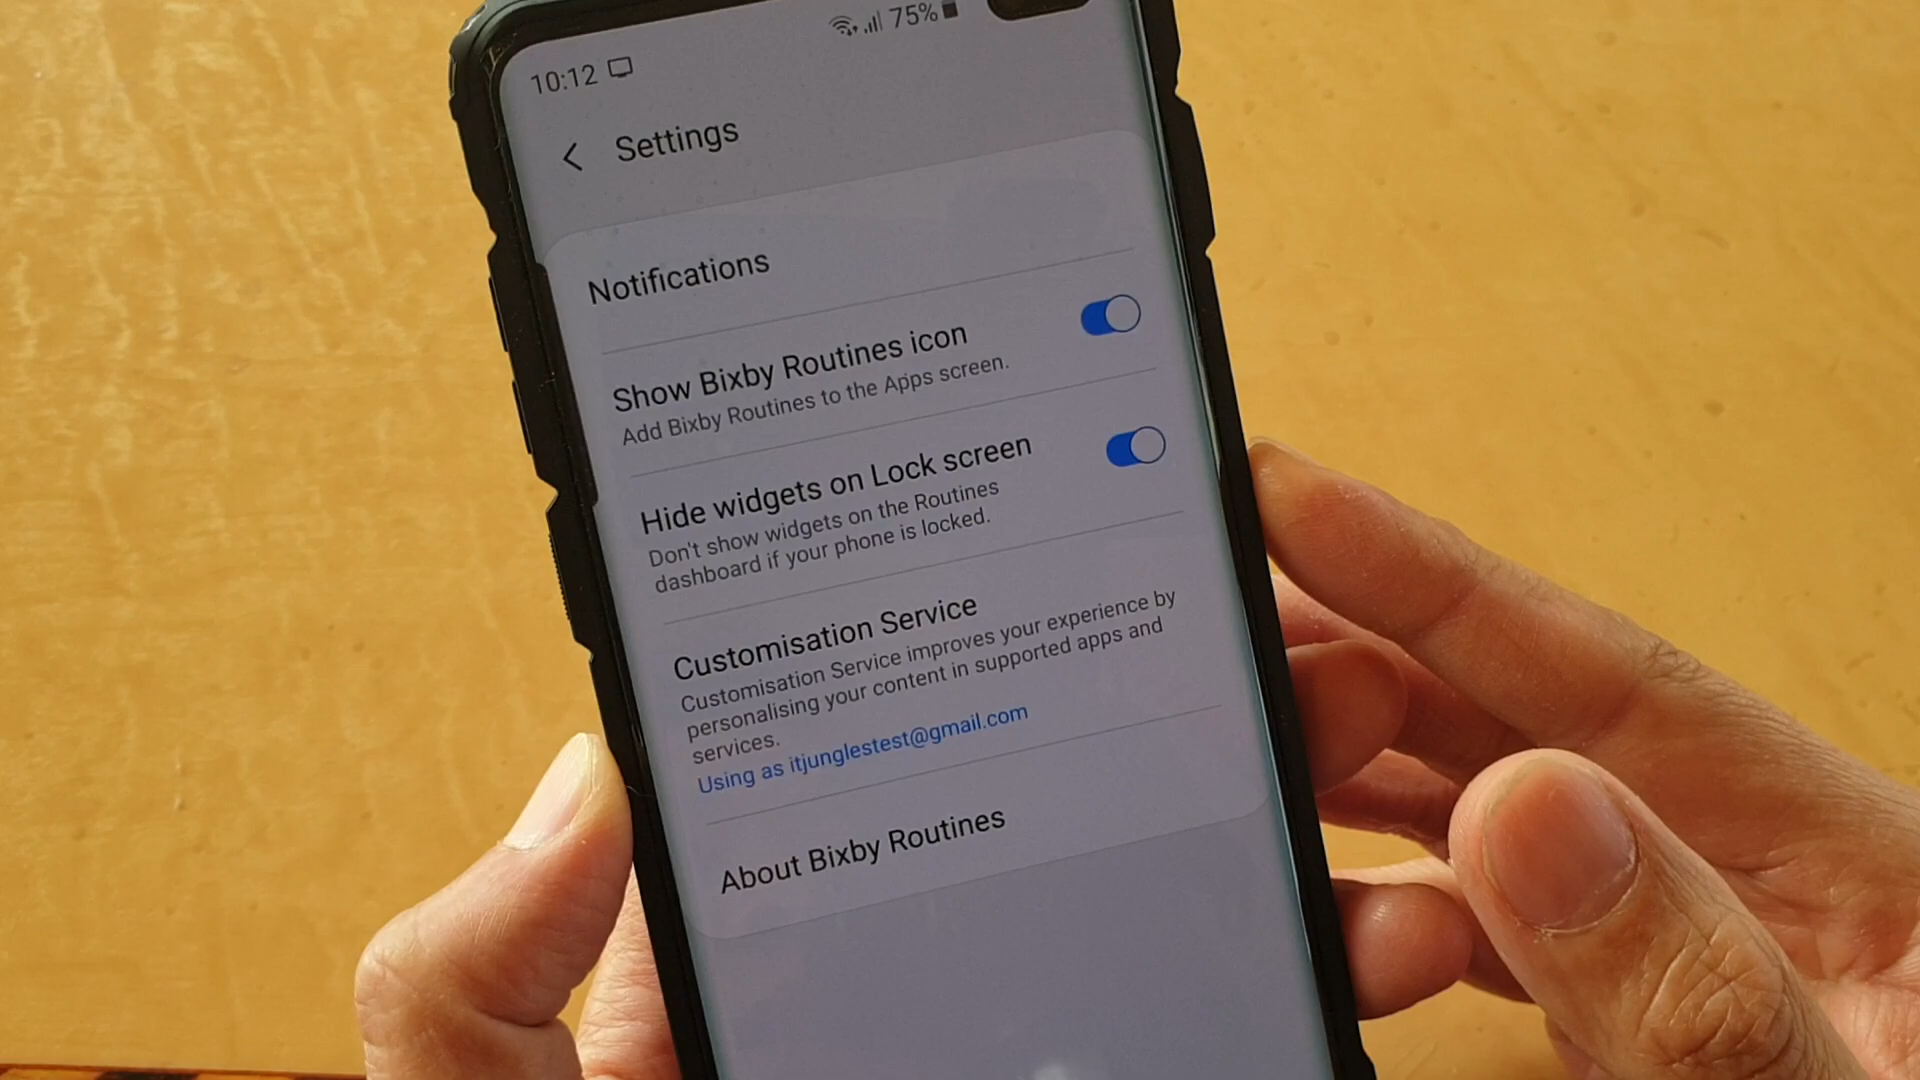 75%
10:12
Settings
Notifications
Show Bixby Routines icon
Add Bixby Routines to the Apps screen.
Hide widgets on Lock screen
Don't show widgets on the Routines
dashboard if your phone is locked.
Customisation Service
Customisation Service improves your experience by
personalising your content in supported apps and
services.
Using as itjunglestest@gmail.com
About Bixby Routines